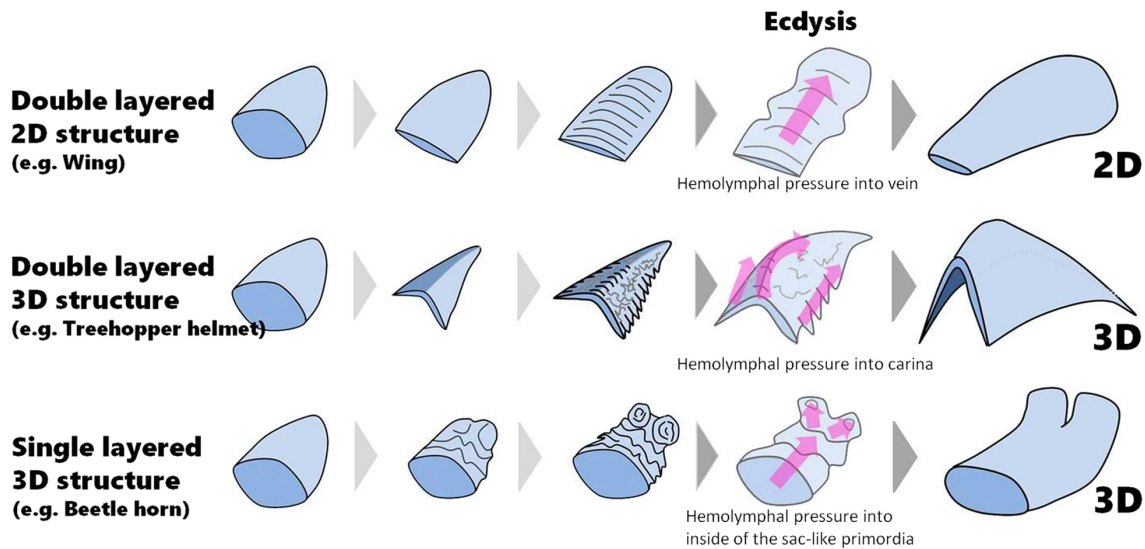 Ecdysis
Double layered
2D structure
(e.g. Wing)
Hemolymphal pressure into vein
2D
Double layered
3D structure
(e.g. Treehopper helmet)
Hemolymphal pressure into carina
3D
Single layered
3D structure
(e.g. Beetle horn)
Hemolymphal pressure into
inside of the sac-like primordia
3D